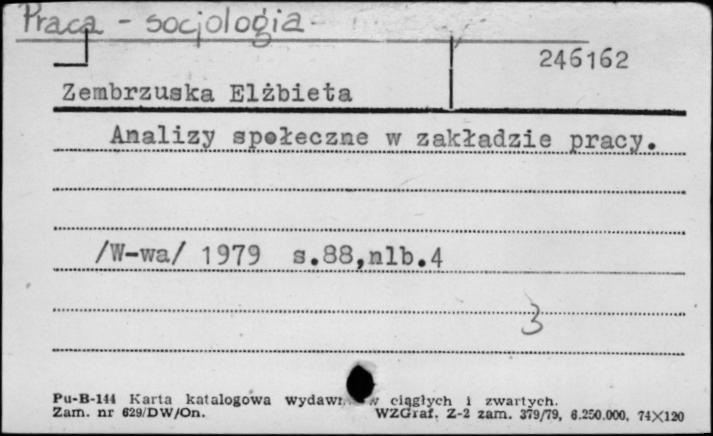 Praca - socjologia
246162
Zembrzuska Elżbieta
Analizy społeczne w zakładzie pracy.
/W-wa/ 1979 s.88,nlb.4
3
Pu-B-144 Karta katalogowa wydawn w ciągłych i zwartych.
Zam. nr 629/DW/On. WZGraf. Z-2 zam. 379/79, 6.250.000, 74X120